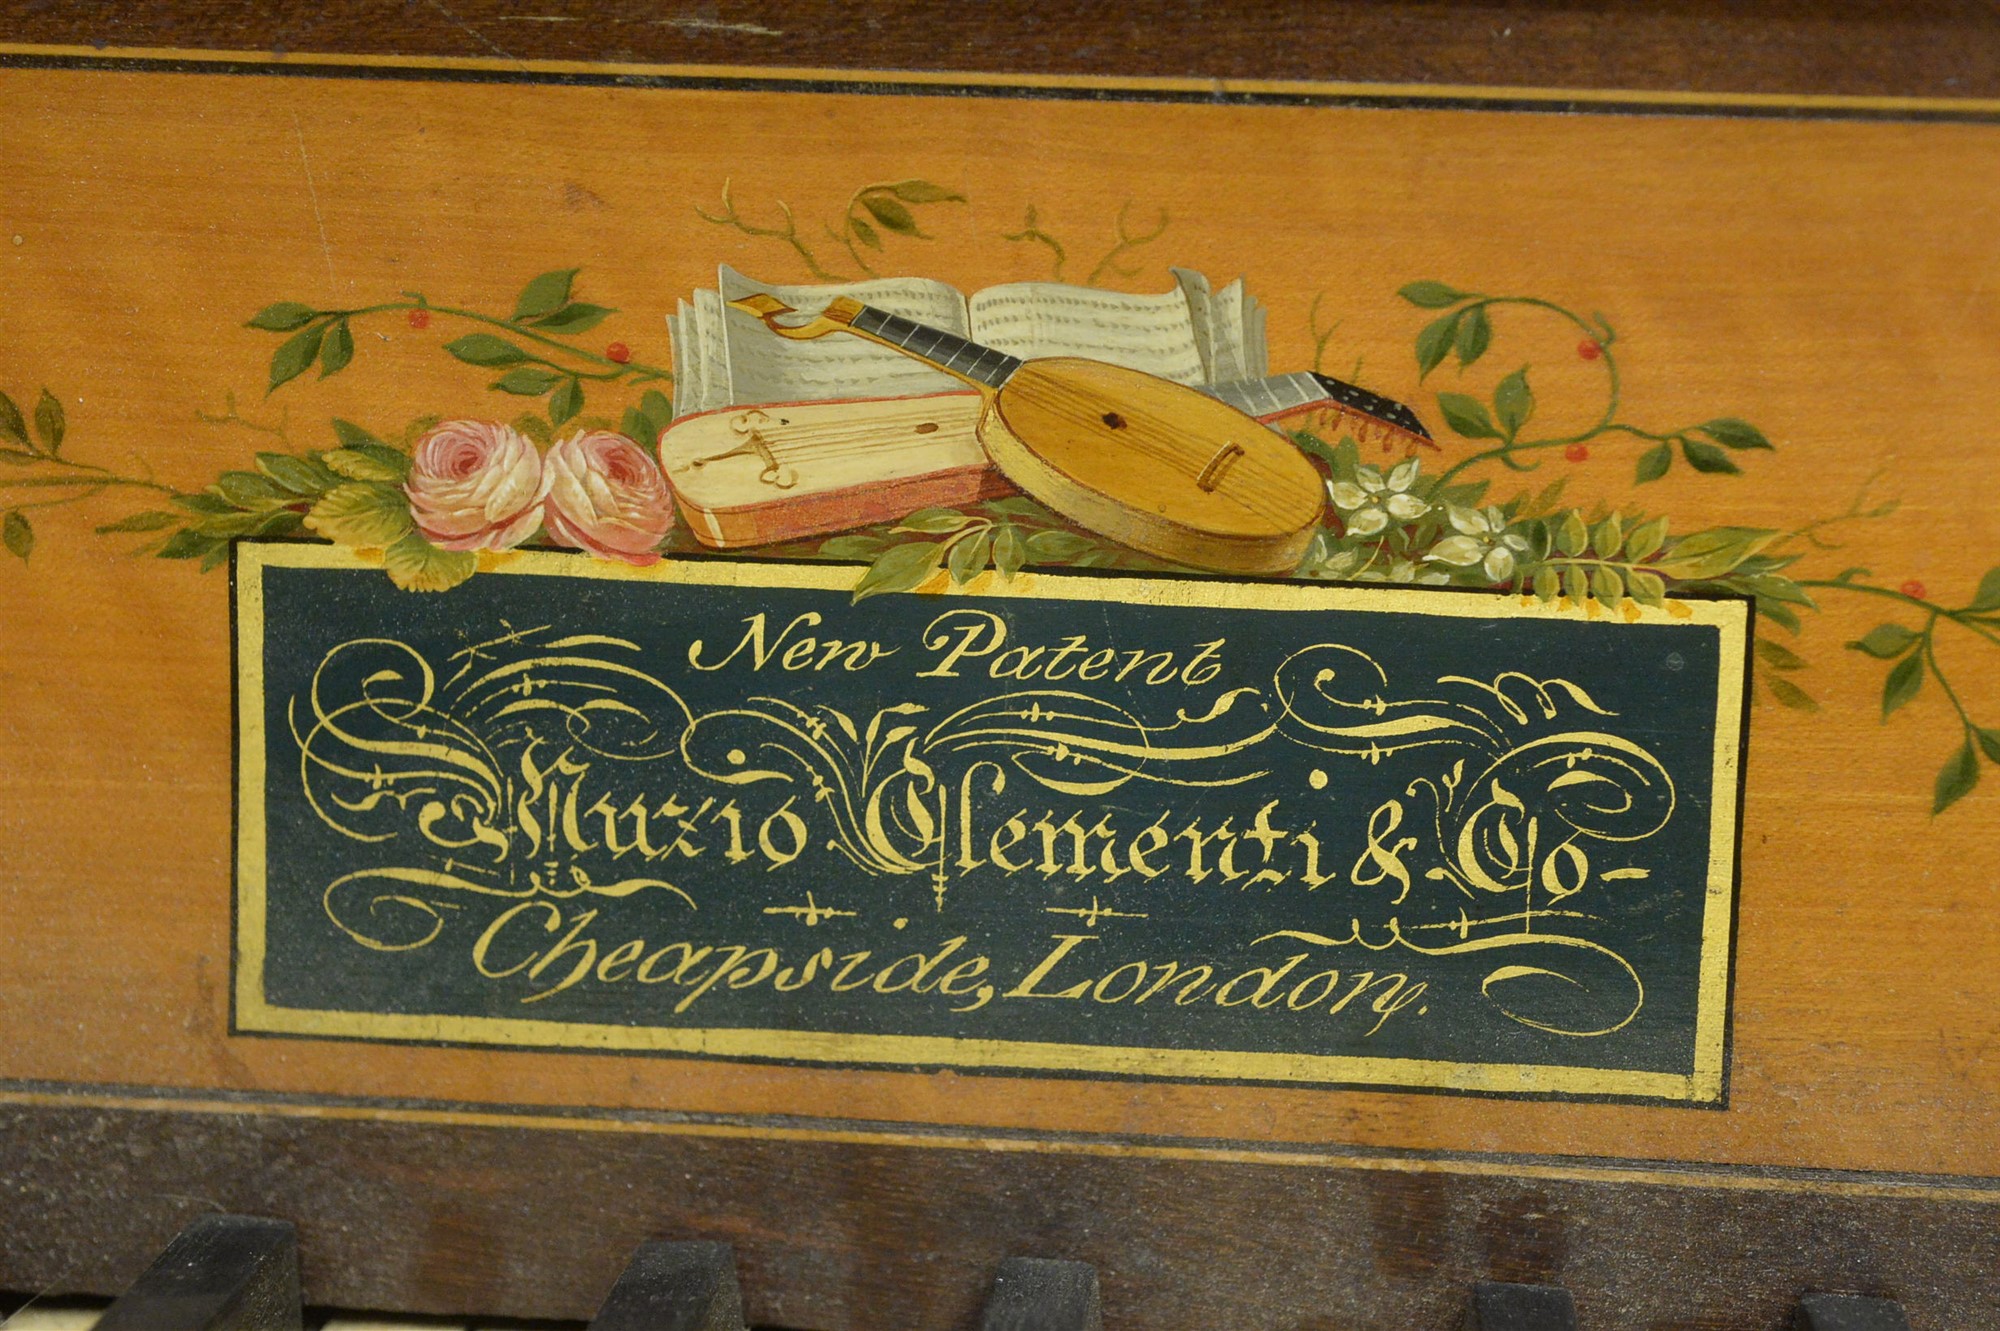 New Patent
Muzio Clementi & Co-
Cheapside, London.